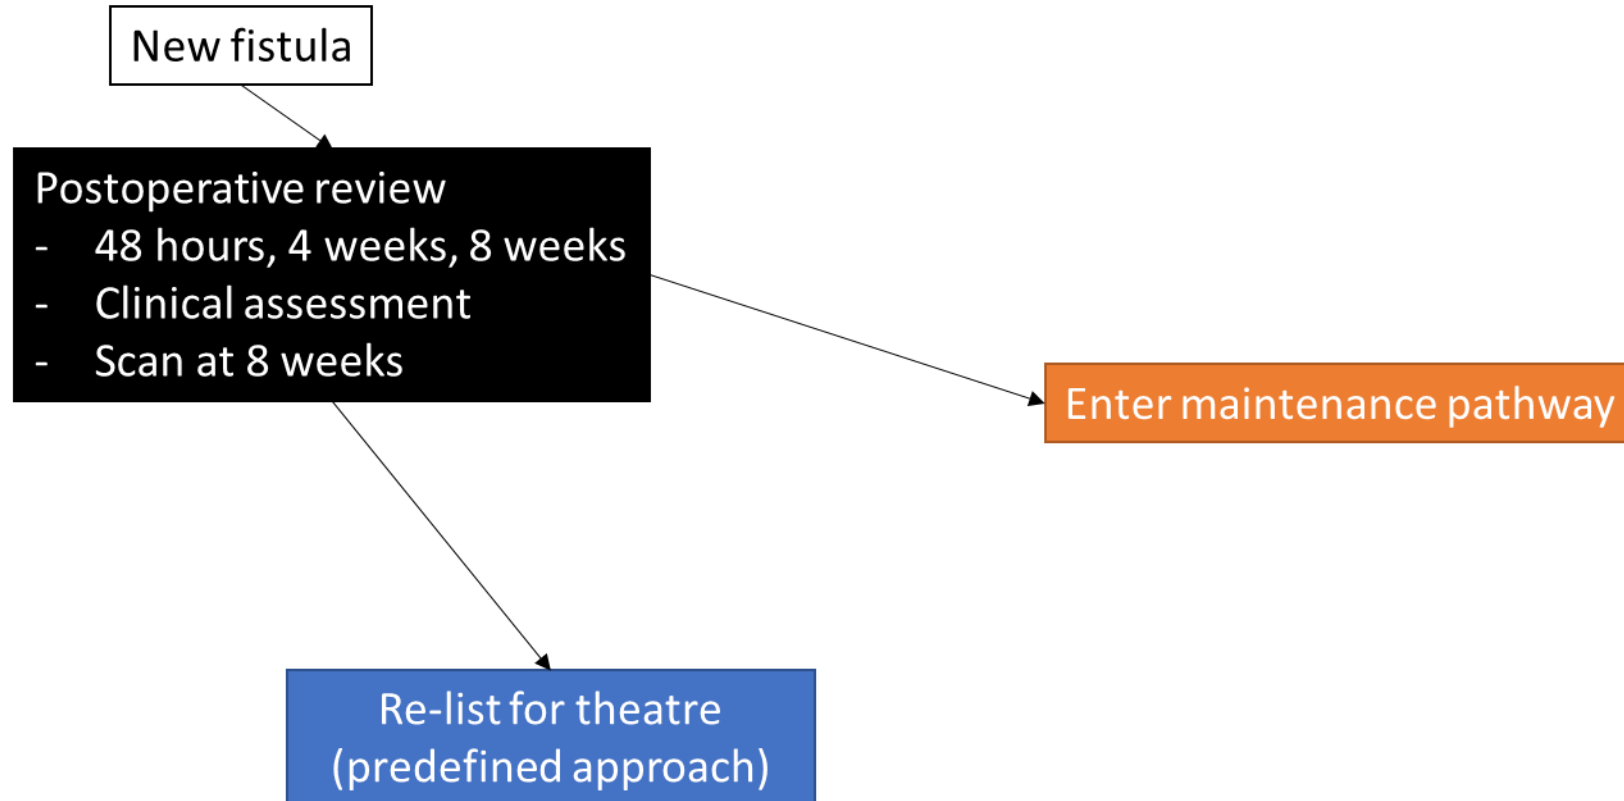 New fistula
Postoperative review
- 48 hours, 4 weeks, 8 weeks
- Clinical assessment
- Scan at 8 weeks
Enter maintenance pathway
Re-list for theatre
(predefined approach)